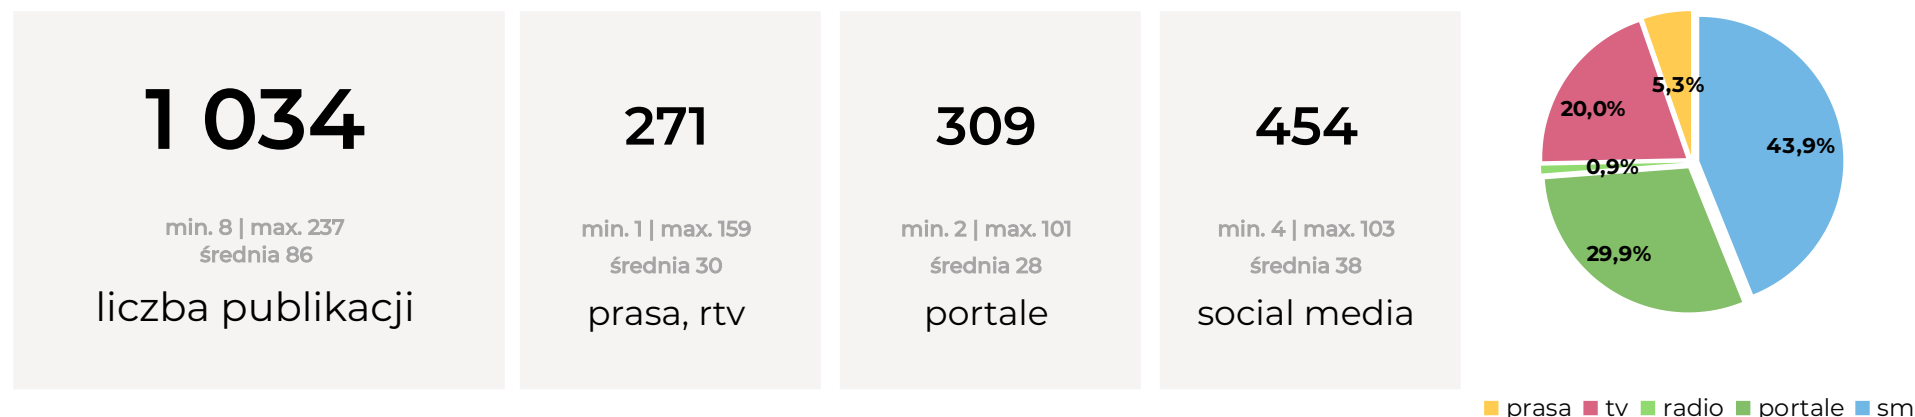 1 034
min. 8 | max. 237
średnia 86
liczba publikacji
271
min. 1 | max. 159
średnia 30
prasa, rtv
309
min. 2 | max. 101
średnia 28
portale
454
min. 4 | max. 103
średnia 38
social media
5,3%
20,0%
43,9%
0,9%
29,9%
prasa tv radio portale sm